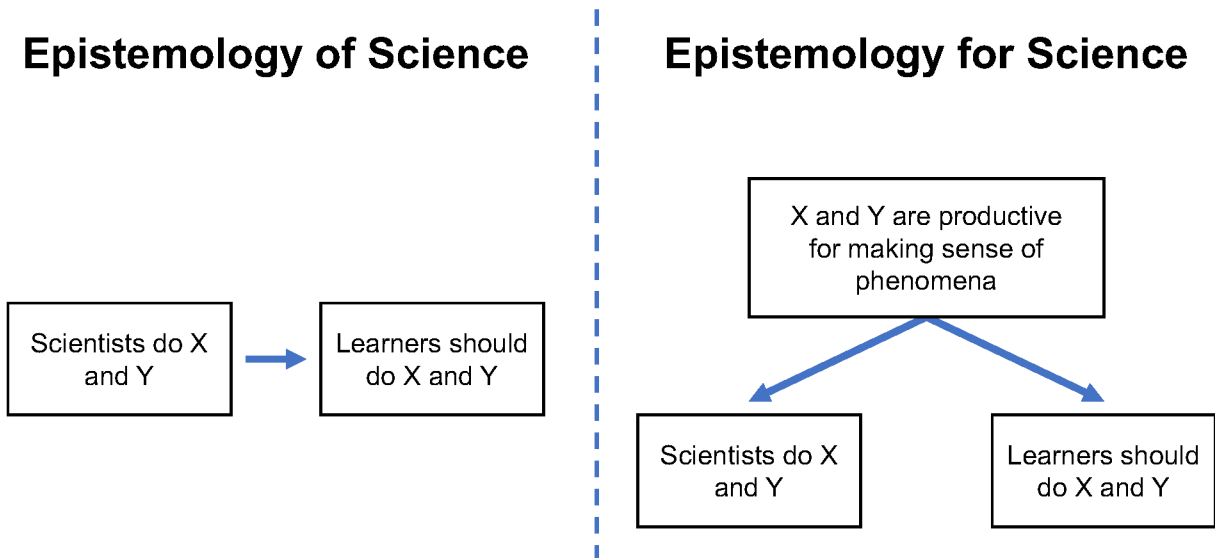 Epistemology of Science
Scientists do X
and Y
Learners should
do X and Y
Epistemology for Science
X and Y are productive
for making sense of
phenomena
Scientists do X
and Y
Learners should
do X and Y